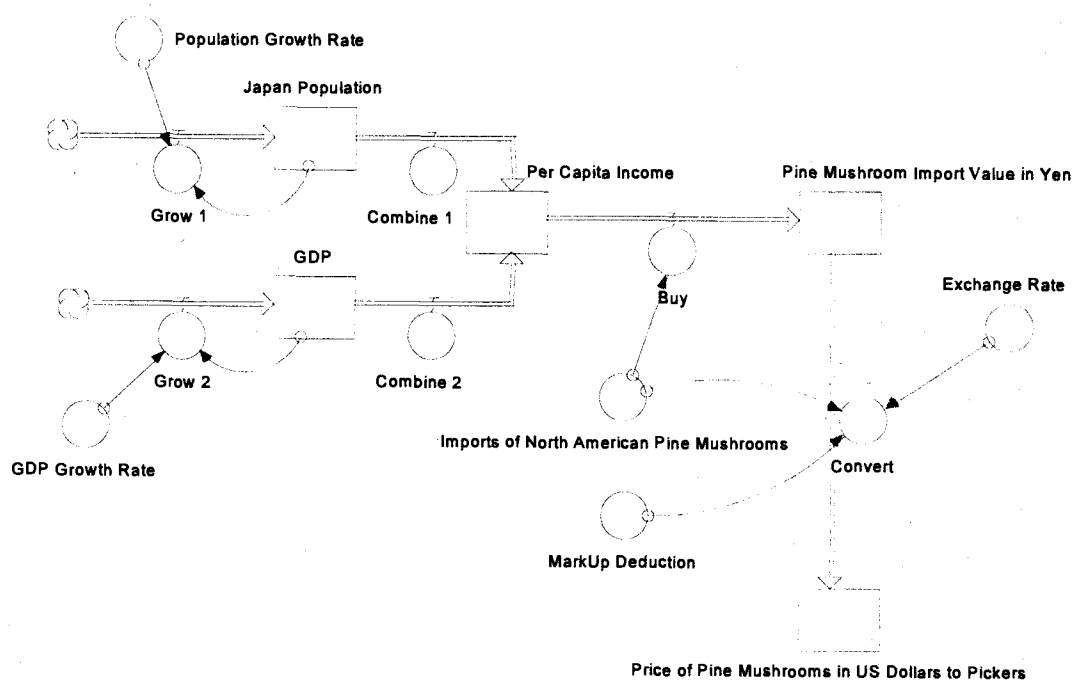 Population Growth Rate
Japan Population
Per Capita Income
Pine Mushroom Import Value in Yen
Grow 1
Combine 1
GDP
Exchange Rate
Buy
Grow 2
Combine 2
Imports of North American Pine Mushrooms
GDP Growth Rate
Convert
MarkUp Deduction
Price of Pine Mushrooms in US Dollars to Pickers